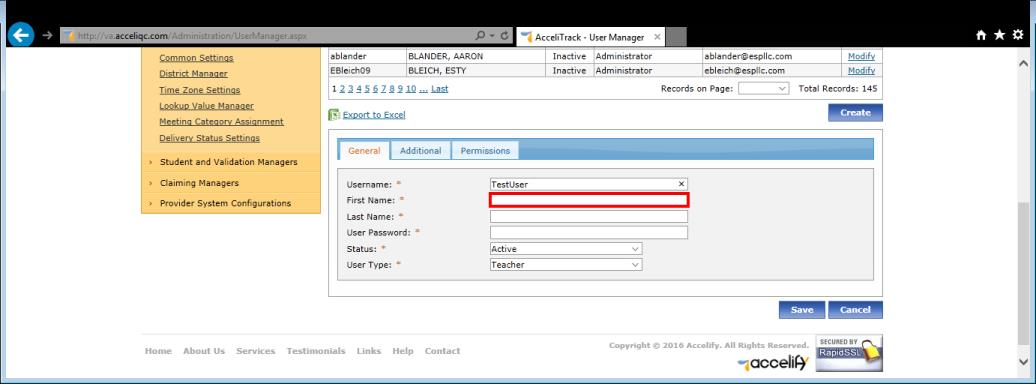 http://va.acceliqc.com/Administration/UserManager.aspx
AcceliTrack - User Manager
Common Settings
District Manager
Time Zone Settings
Lookup Value Manager
Meeting Category Assignment
Delivery Status Settings
Student and Validation Managers
Claiming Managers
Provider System Configurations
ablander BLANDER, AARON Inactive Administrator ablander@espllc.com Modify
EBleich09 BLEICH, ESTY Inactive Administrator ebleich@espllc.com Modify
1 2 3 4 5 6 7 8 9 10 ... Last Records on Page: Total Records: 145
Export to Excel Create
General Additional Permissions
Username: * TestUser
First Name: *
Last Name: *
User Password: *
Status: * Active
User Type: * Teacher
Save Cancel
Home About Us Services Testimonials Links Help Contact
Copyright © 2016 Accelify. All Rights Reserved.
accelify
SECURED BY
RapidSSL